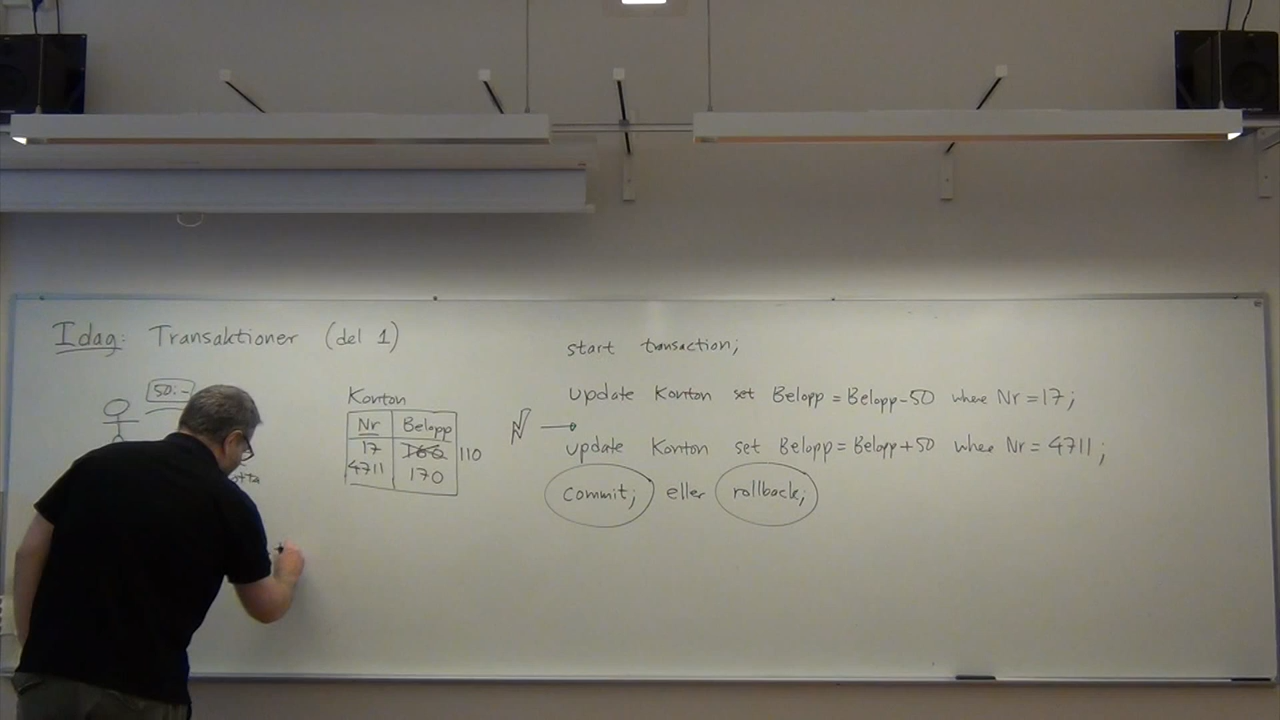 Idag: Transaktioner (del 1)
50:-
Konton
Nr Belopp
17 160 110
4711 170
start transaction;
update Konton set Belopp = Belopp-50 where Nr = 17;
update Konton set Belopp = Belopp+50 where Nr = 4711;
commit; eller rollback;